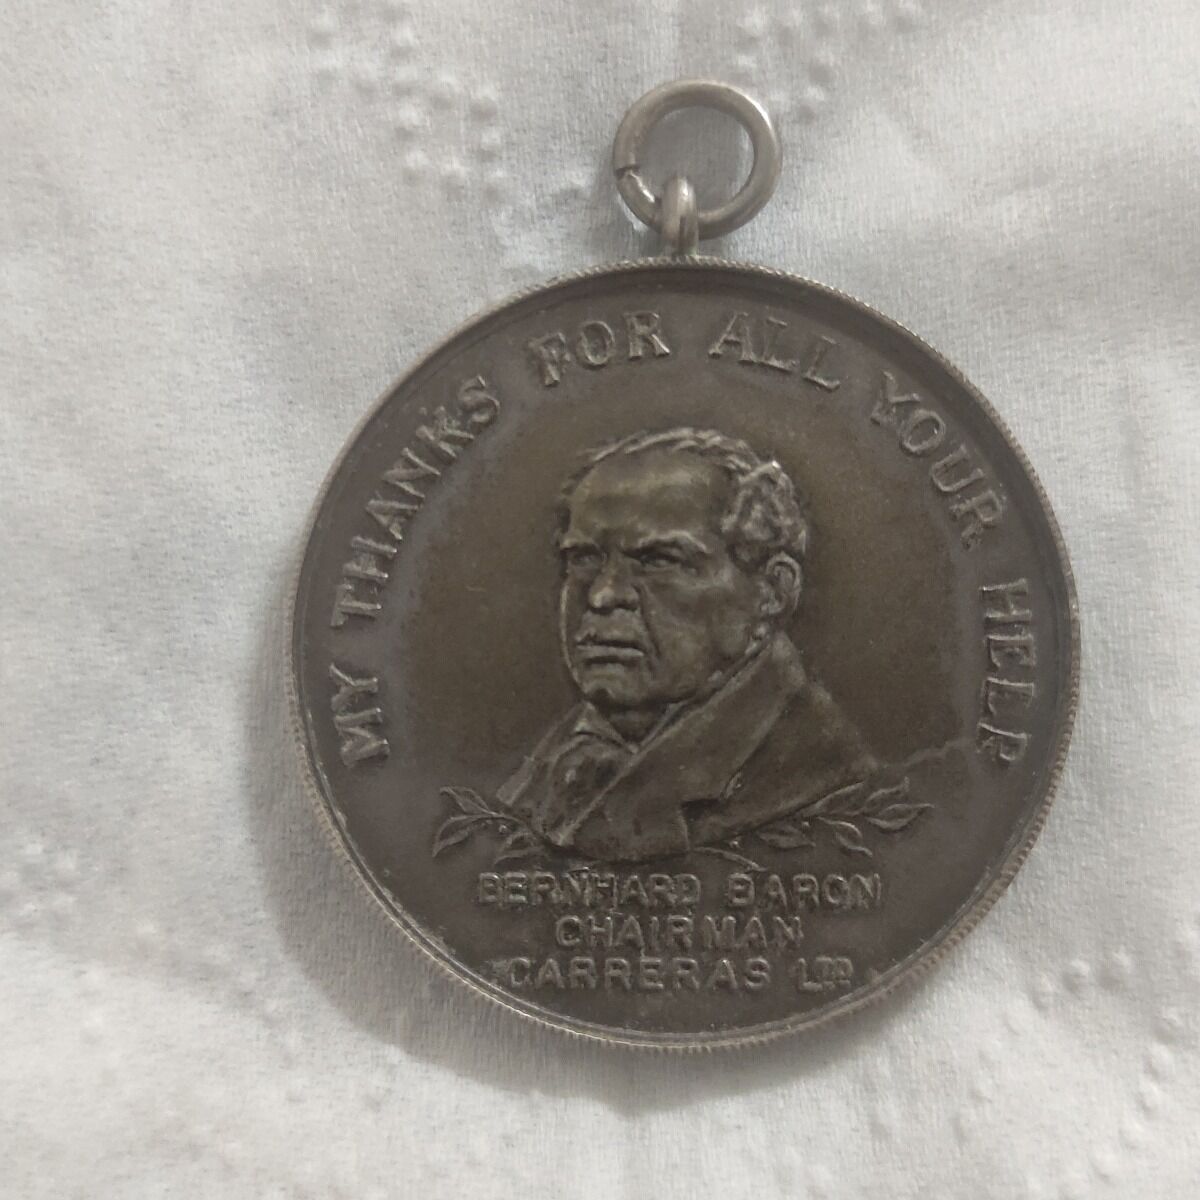 MY THANKS FOR ALL YOUR HELP
BERNHARD BARON
CHAIRMAN
CARRERAS LTD